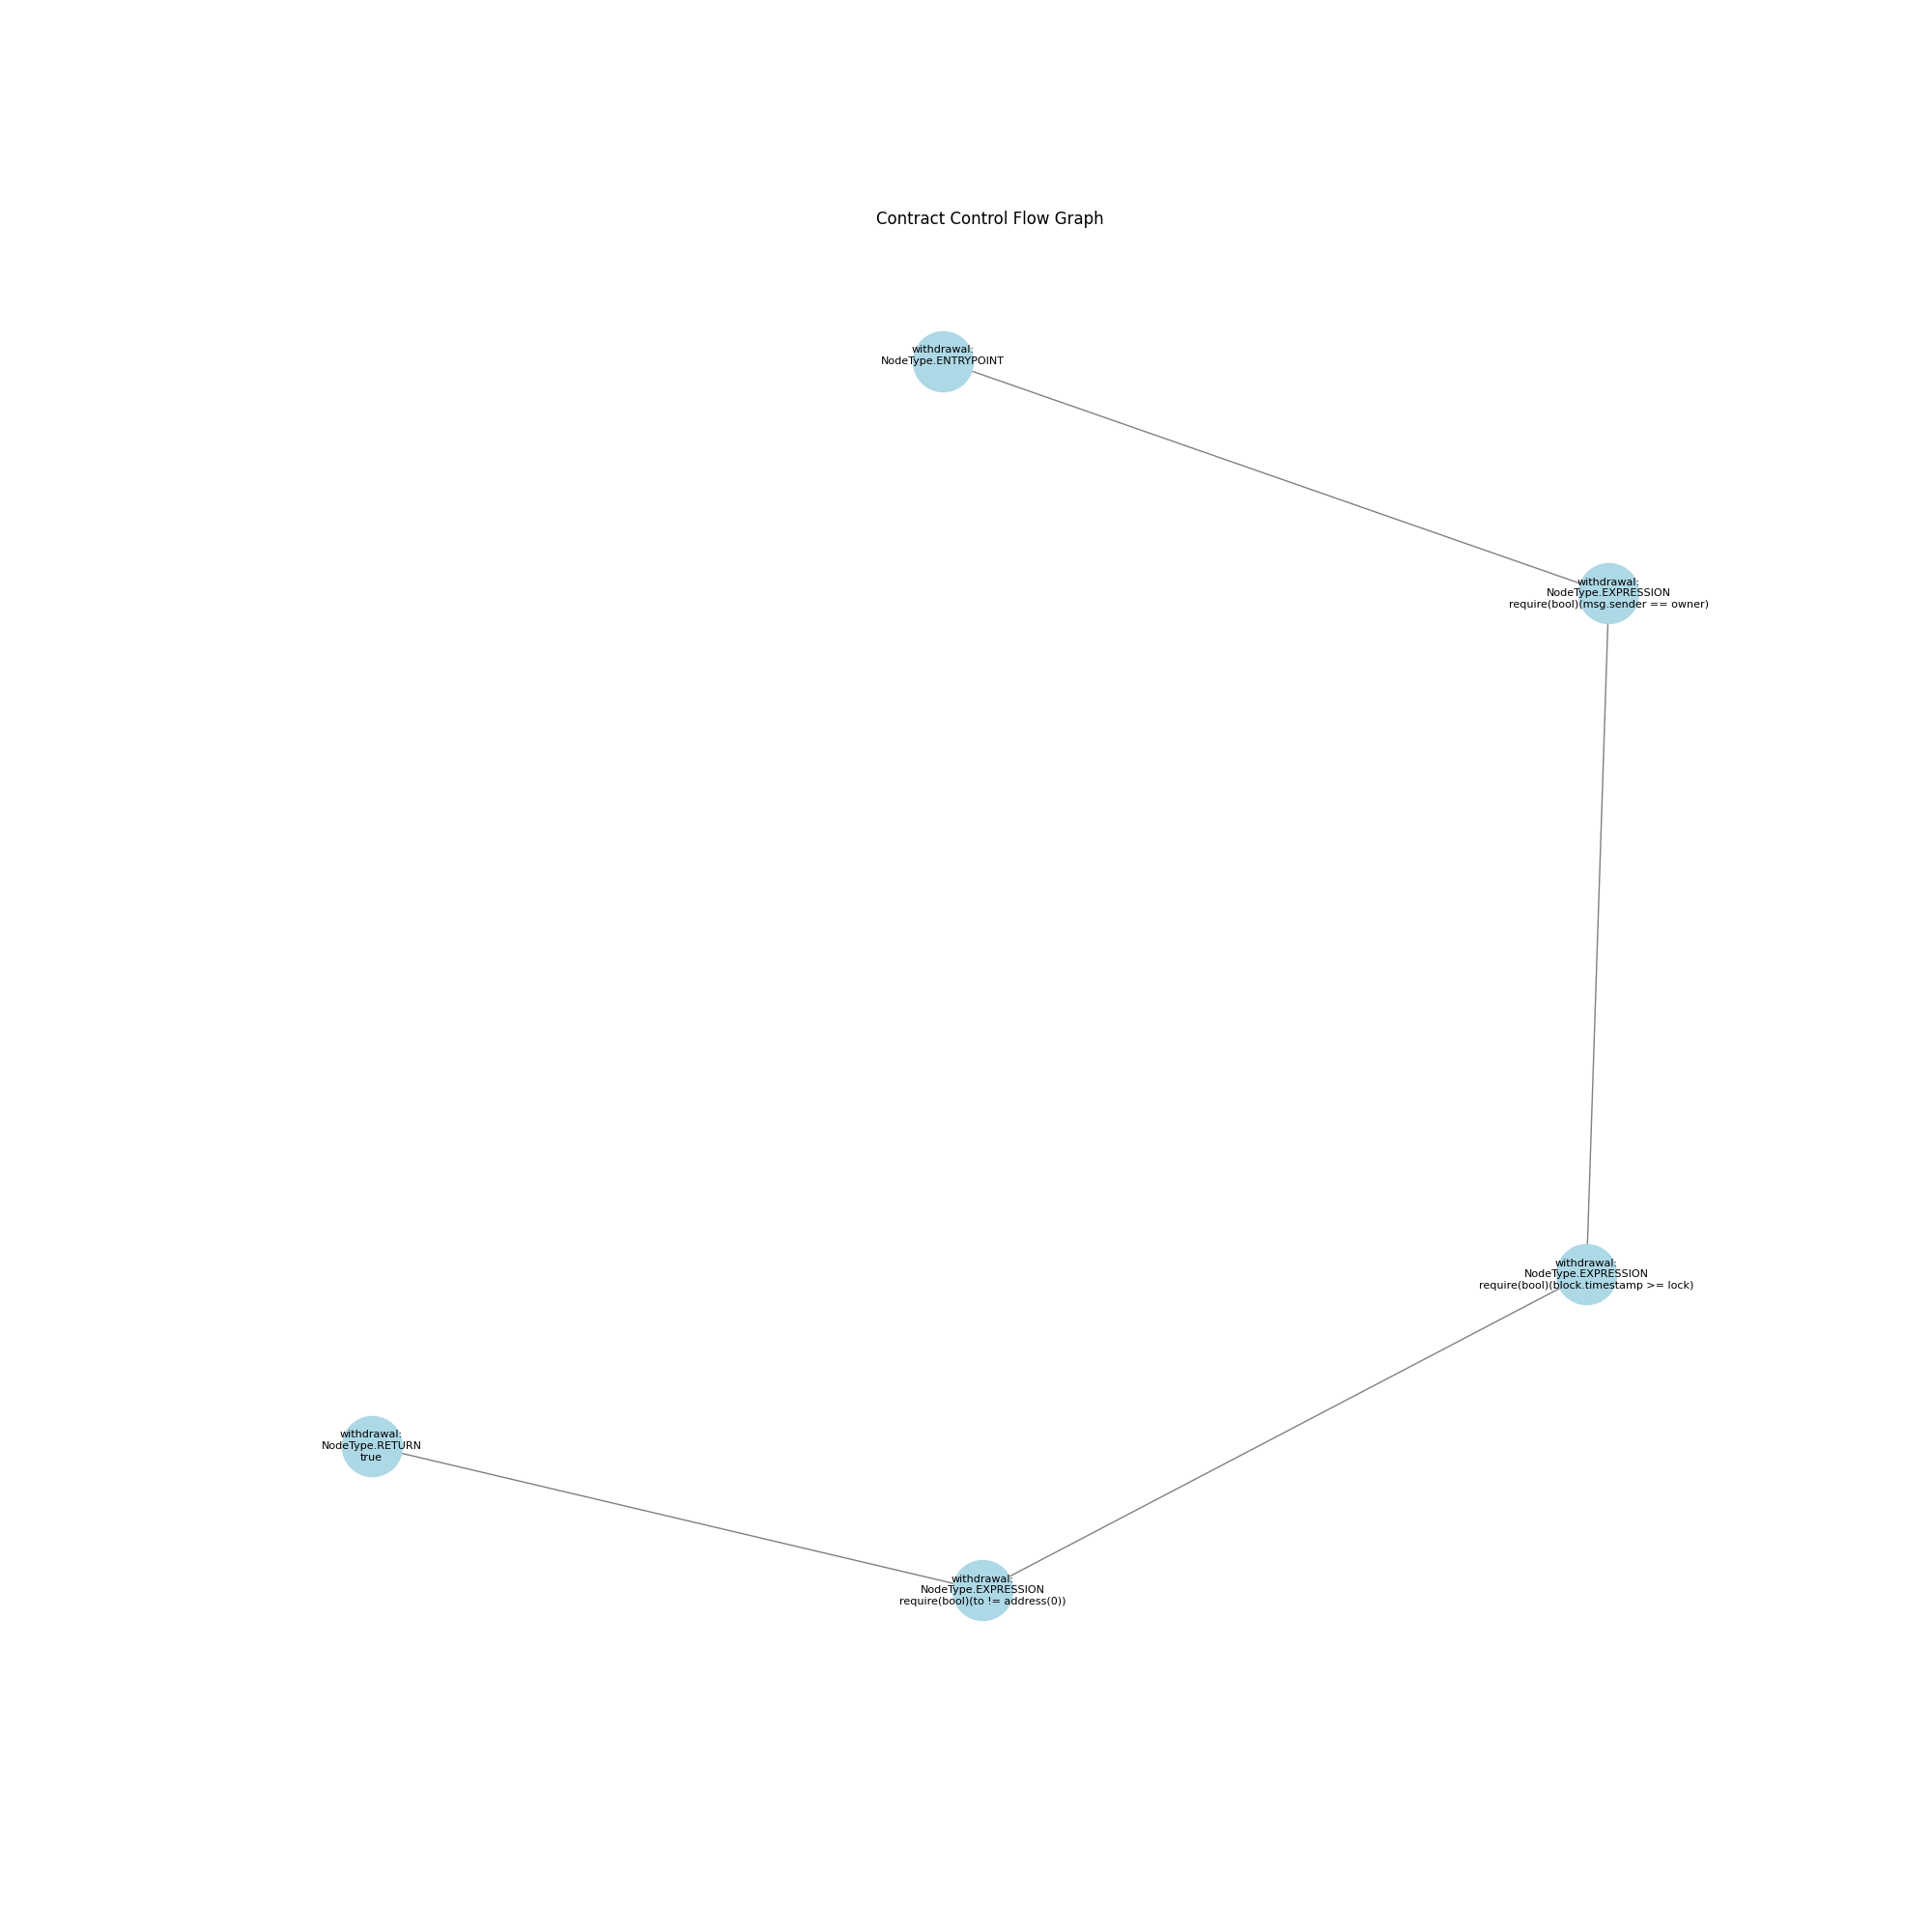 Contract Control Flow Graph
withdrawal:
NodeType.ENTRYPOINT
withdrawal:
NodeType.EXPRESSION
require(bool)(msg.sender == owner)
withdrawal:
NodeType.EXPRESSION
require(bool)(block.timestamp >= lock)
withdrawal:
NodeType.RETURN
true
withdrawal:
NodeType.EXPRESSION
require(bool)(to != address(0))